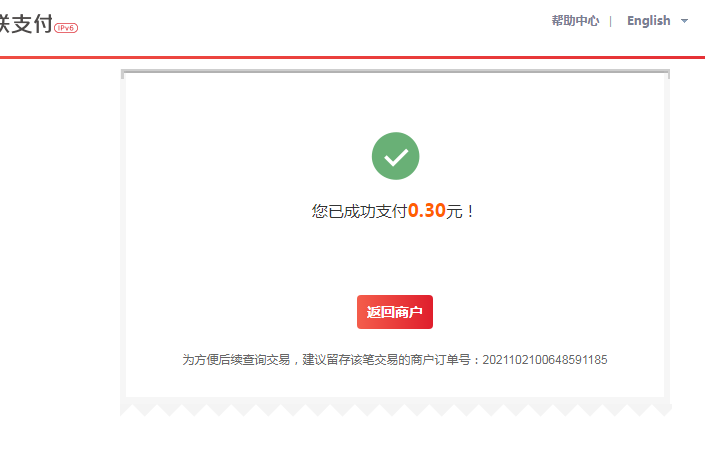 联支付 IPv6 帮助中心 | English
您已成功支付0.30元！
返回商户
为方便后续查询交易，建议留存该笔交易的商户订单号：2021102100648591185